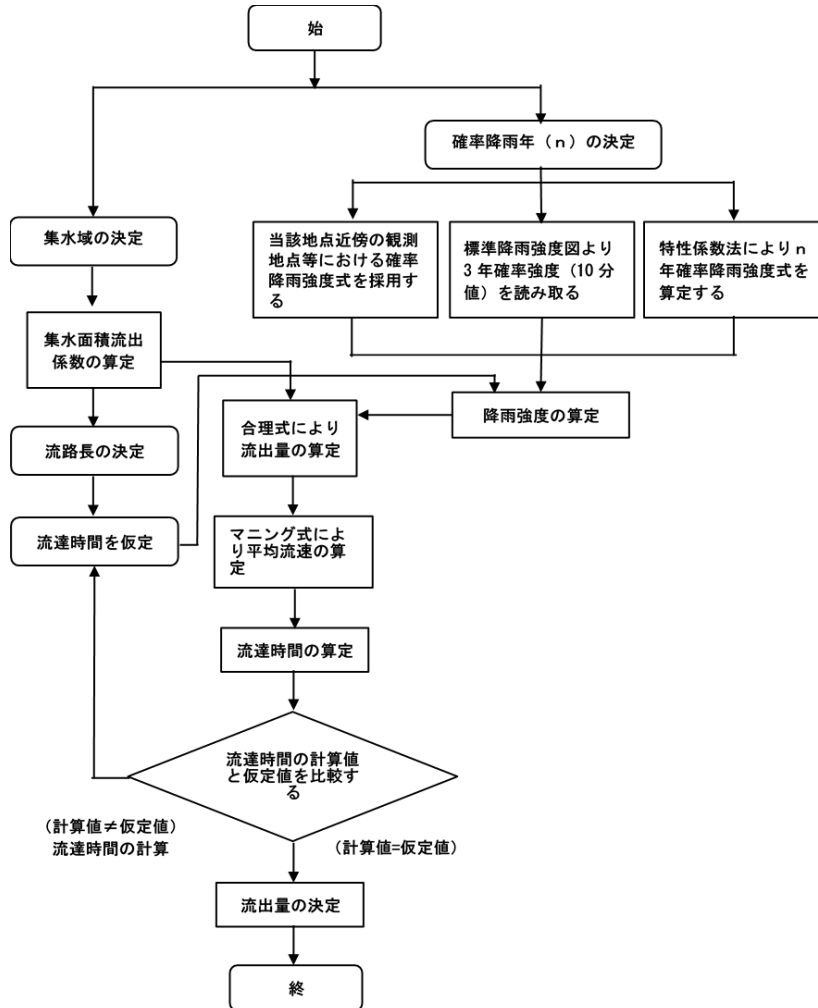 始
確率降雨年（ｎ）の決定
集水域の決定
当該地点近傍の観測
地点等における確率
降雨強度式を採用す
る
標準降雨強度図より
3 年確率強度（10 分
値）を読み取る
特性係数法によりｎ
年確率降雨強度式を
算定する
集水面積流出
係数の算定
合理式により
流出量の算定
降雨強度の算定
流路長の決定
流達時間を仮定
マニング式によ
り平均流速の算
定
流達時間の算定
流達時間の計算値
と仮定値を比較す
る
（計算値≠仮定値）
流達時間の計算
（計算値=仮定値）
流出量の決定
終